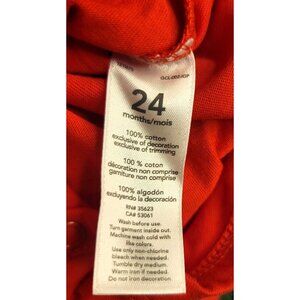 24
months/mois
100% cotton
exclusive of decoration
exclusive of trimming
100 % coton
décoration non comprise
garniture non comprise
100% algodón
excluyendo la decoración
RN# 35623
CA# 53061
Wash before use.
Turn garment inside out.
Machine wash cold with
like colors.
Use only non-chlorine
bleach when needed.
Tumble dry medium.
Warm iron if needed.
Do not iron decoration.